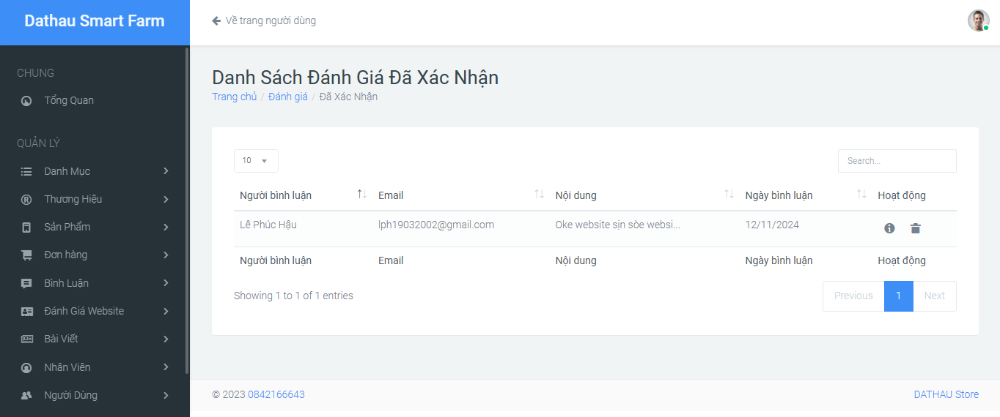 Dathau Smart Farm
Về trang người dùng
CHUNG
Tổng Quan
QUẢN LÝ
Danh Mục
Thương Hiệu
Sản Phẩm
Đơn hàng
Bình Luận
Đánh Giá Website
Bài Viết
Nhân Viên
Người Dùng
Danh Sách Đánh Giá Đã Xác Nhận
Trang chủ / Đánh giá / Đã Xác Nhận
10
Search...
Người bình luận Email Nội dung Ngày bình luận Hoạt động
Lê Phúc Hậu lph19032002@gmail.com Oke website sịn sòe websi... 12/11/2024
Người bình luận Email Nội dung Ngày bình luận Hoạt động
Showing 1 to 1 of 1 entries
Previous 1 Next
© 2023 0842166643
DATHAU Store